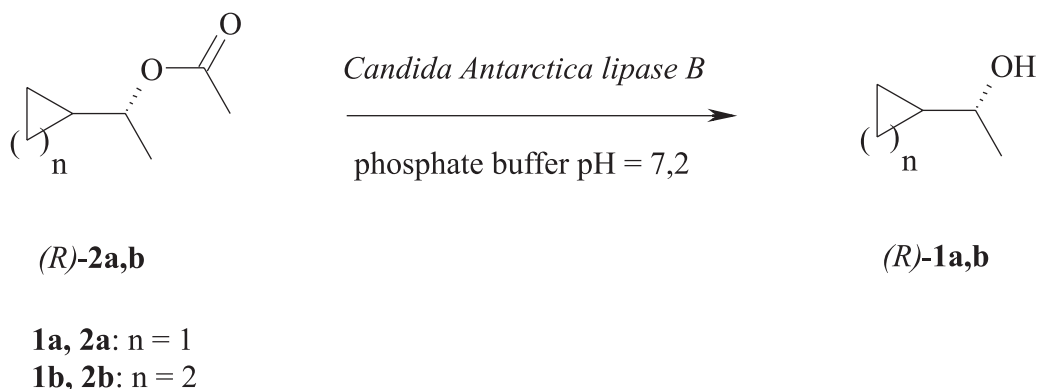 O
O
Candida Antarctica lipase B
OH
( )
n
phosphate buffer pH = 7,2
( )
n
(R)-2a,b
(R)-1a,b
1a, 2a: n = 1
1b, 2b: n = 2